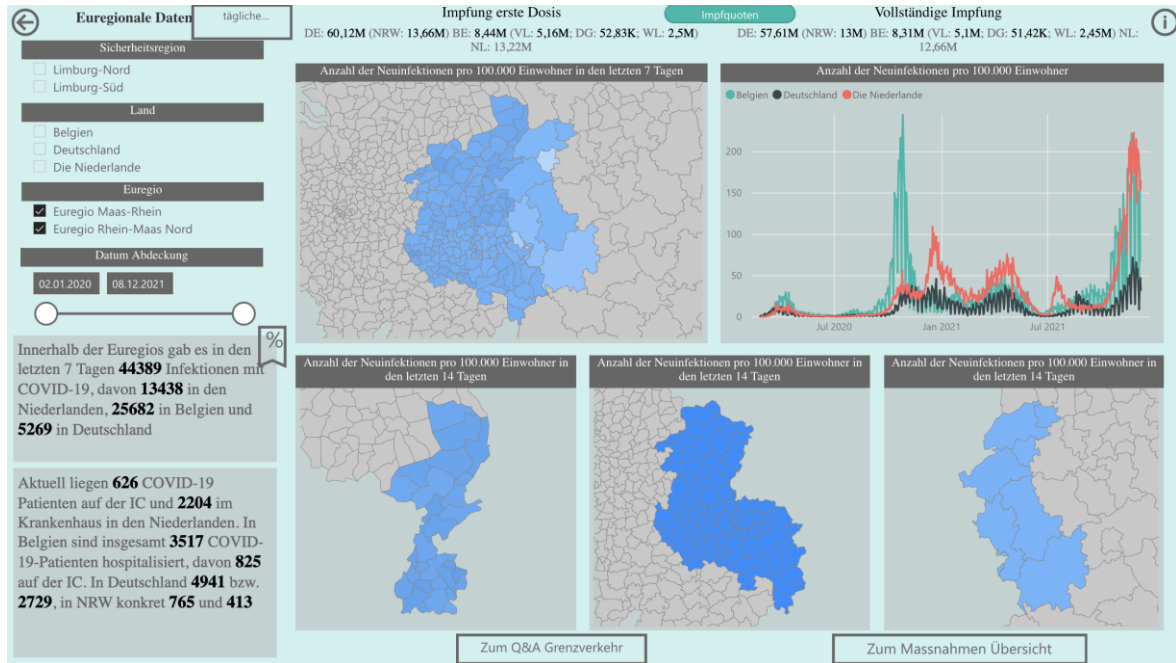 Euregionale Daten
tägliche...
Sicherheitsregion
Limburg-Nord
Limburg-Süd
Land
Belgien
Deutschland
Die Niederlande
Euregio
Euregio Maas-Rhein
Euregio Rhein-Maas Nord
Datum Abdeckung
02.01.2020
08.12.2021
%
Innerhalb der Euregios gab es in den
letzten 7 Tagen 44389 Infektionen mit
COVID-19, davon 13438 in den
Niederlanden, 25682 in Belgien und
5269 in Deutschland
Aktuell liegen 626 COVID-19
Patienten auf der IC und 2204 im
Krankenhaus in den Niederlanden. In
Belgien sind insgesamt 3517 COVID-
19-Patienten hospitalisiert, davon 825
auf der IC. In Deutschland 4941 bzw.
2729, in NRW konkret 765 und 413
Impfung erste Dosis
DE: 60,12M (NRW: 13,66M) BE: 8,44M (VL: 5,16M; DG: 52,83K; WL: 2,5M)
NL: 13,22M
Impfquoten
Vollständige Impfung
DE: 57,61M (NRW: 13M) BE: 8,31M (VL: 5,1M; DG: 51,42K; WL: 2,45M) NL:
12,66M
i
Anzahl der Neuinfektionen pro 100.000 Einwohner in den letzten 7 Tagen
Anzahl der Neuinfektionen pro 100.000 Einwohner
Belgien Deutschland Die Niederlande
200
150
100
50
0
Jul 2020 Jan 2021 Jul 2021
Anzahl der Neuinfektionen pro 100.000 Einwohner in
den letzten 14 Tagen
Anzahl der Neuinfektionen pro 100.000 Einwohner in
den letzten 14 Tagen
Anzahl der Neuinfektionen pro 100.000 Einwohner in
den letzten 14 Tagen
Zum Q&A Grenzverkehr
Zum Massnahmen Übersicht